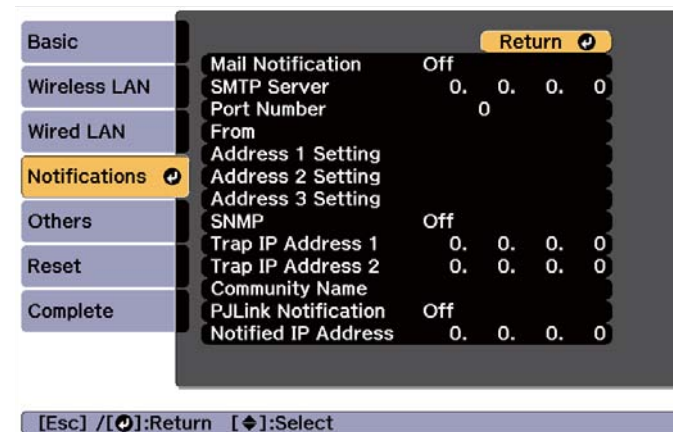 Basic
Wireless LAN
Wired LAN
Notifications
Others
Reset
Complete
Return
Mail Notification Off
SMTP Server 0. 0. 0. 0
Port Number 0
From
Address 1 Setting
Address 2 Setting
Address 3 Setting
SNMP Off
Trap IP Address 1 0. 0. 0. 0
Trap IP Address 2 0. 0. 0. 0
Community Name
PJLink Notification Off
Notified IP Address 0. 0. 0. 0
[Esc] /[⏎]:Return [◆]:Select